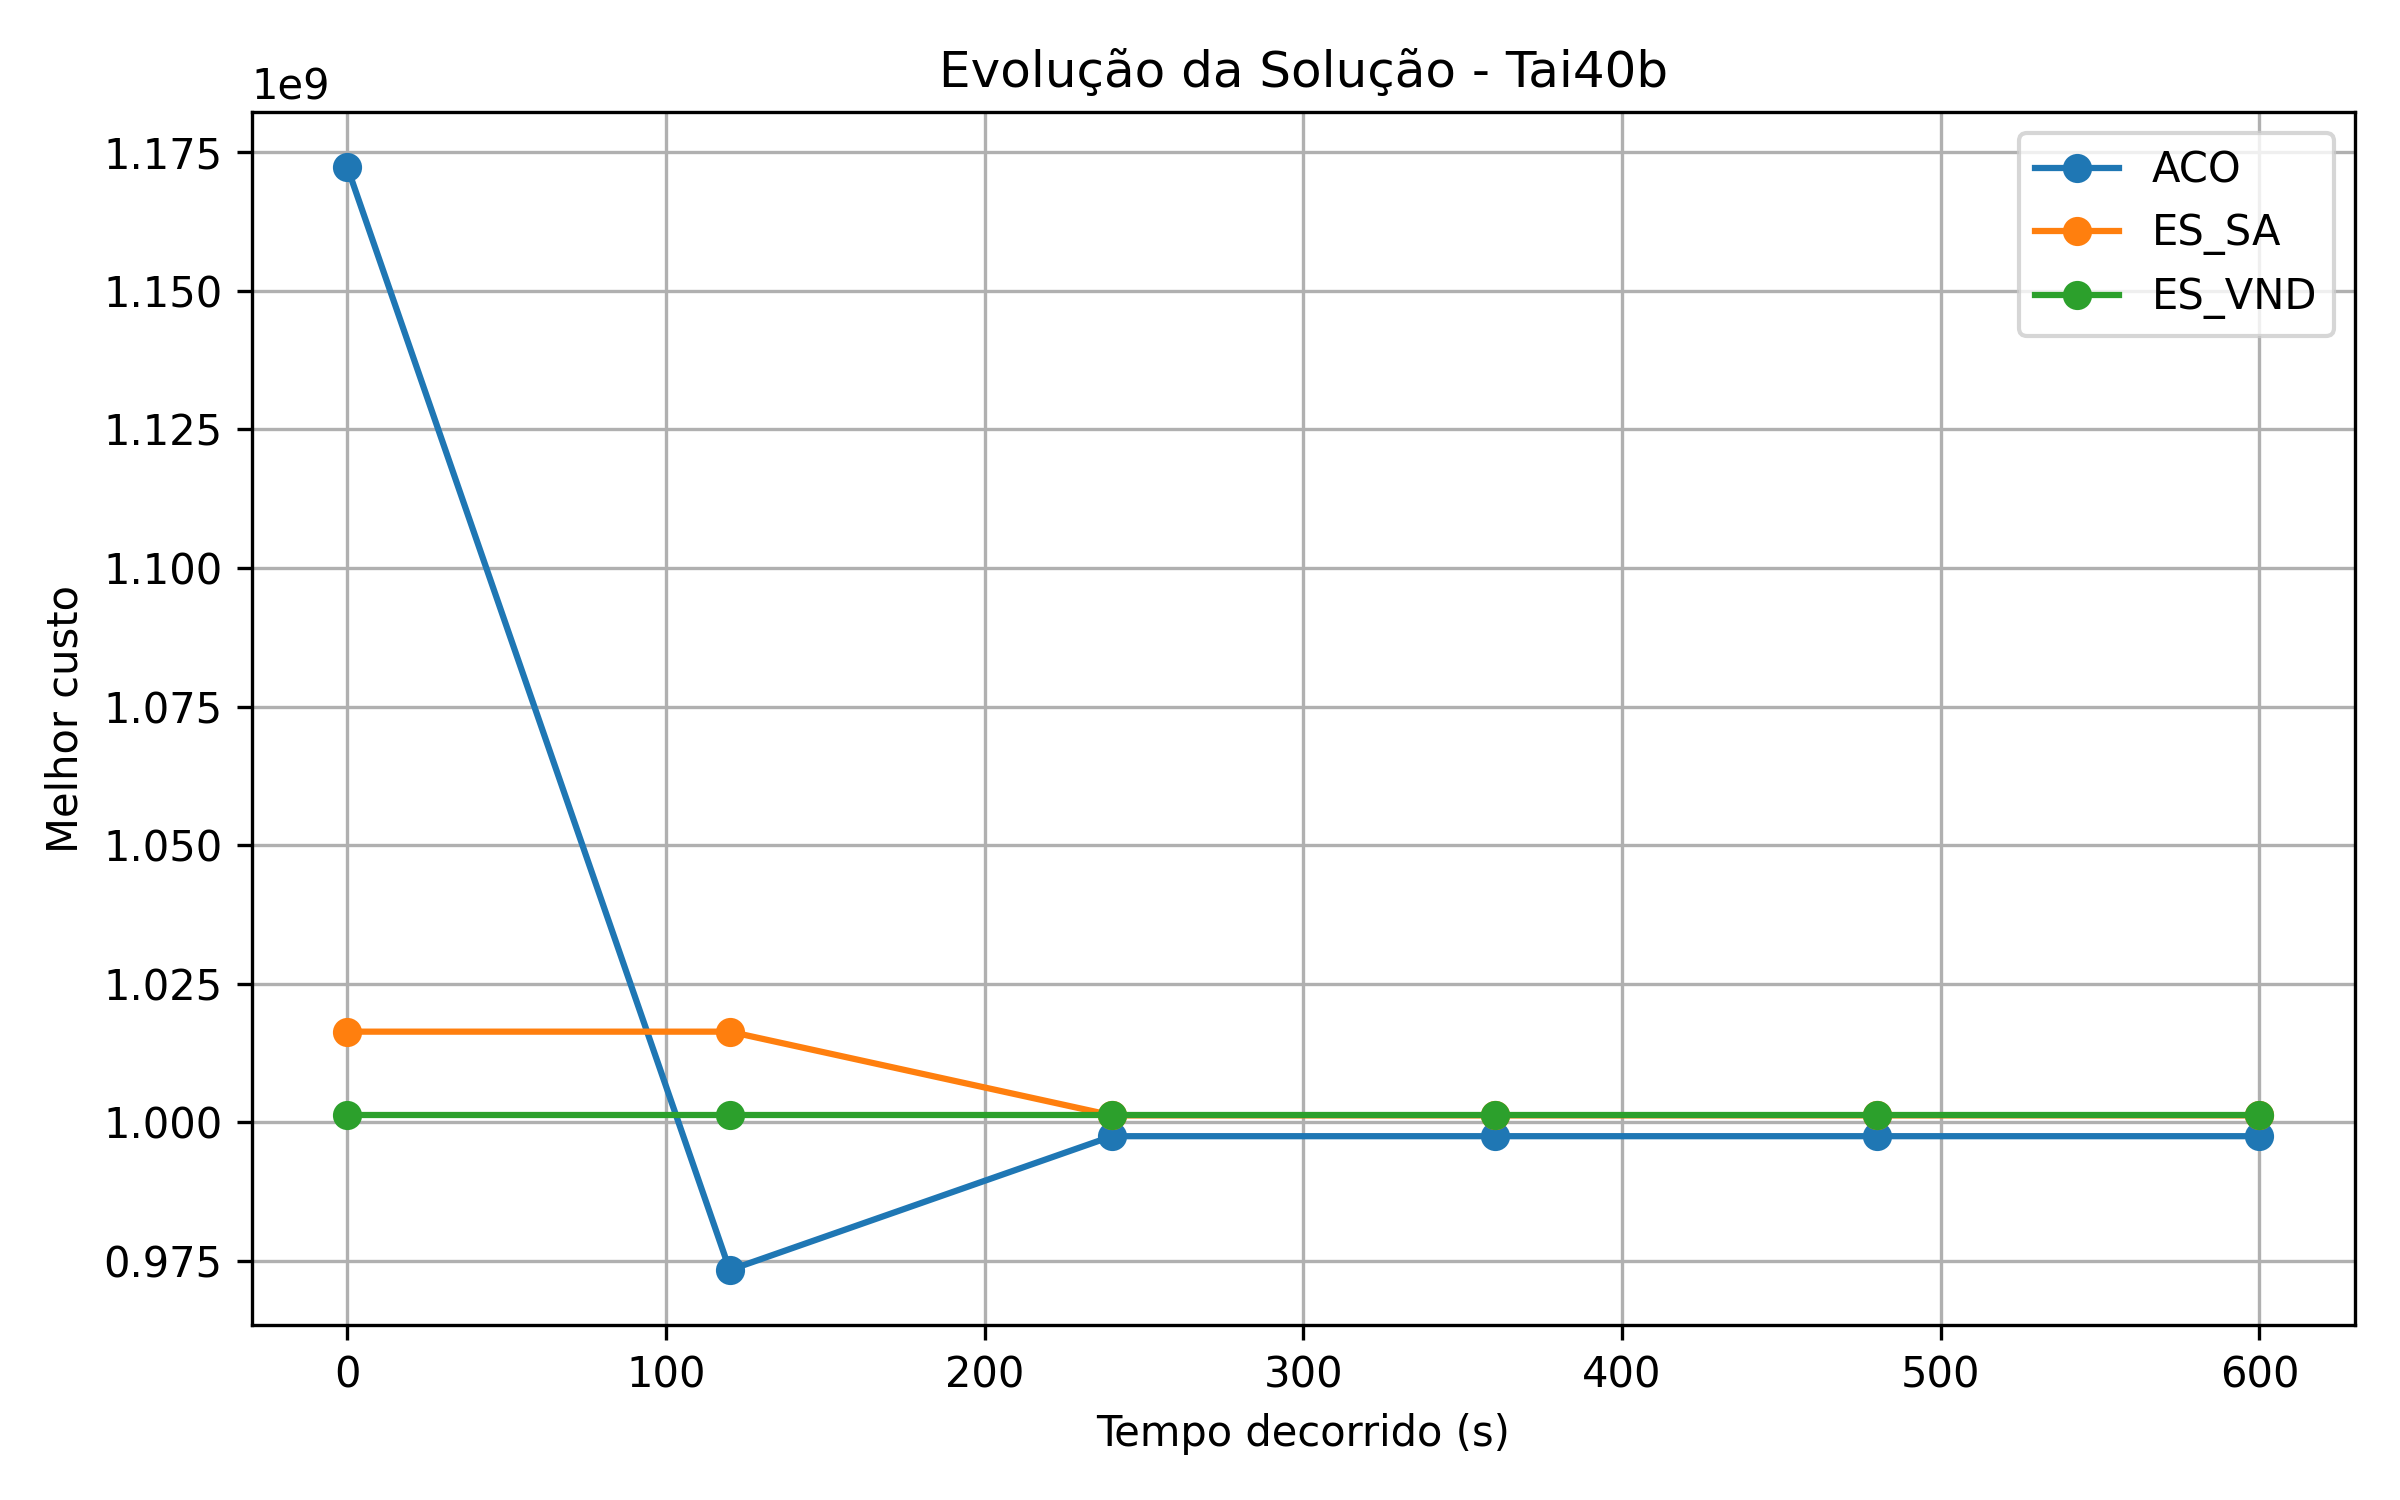 Evolução da Solução - Tai40b
1e9
1.175
1.150
1.125
1.100
1.075
1.050
1.025
1.000
0.975
Melhor custo
ACO
ES_SA
ES_VND
0 100 200 300 400 500 600
Tempo decorrido (s)